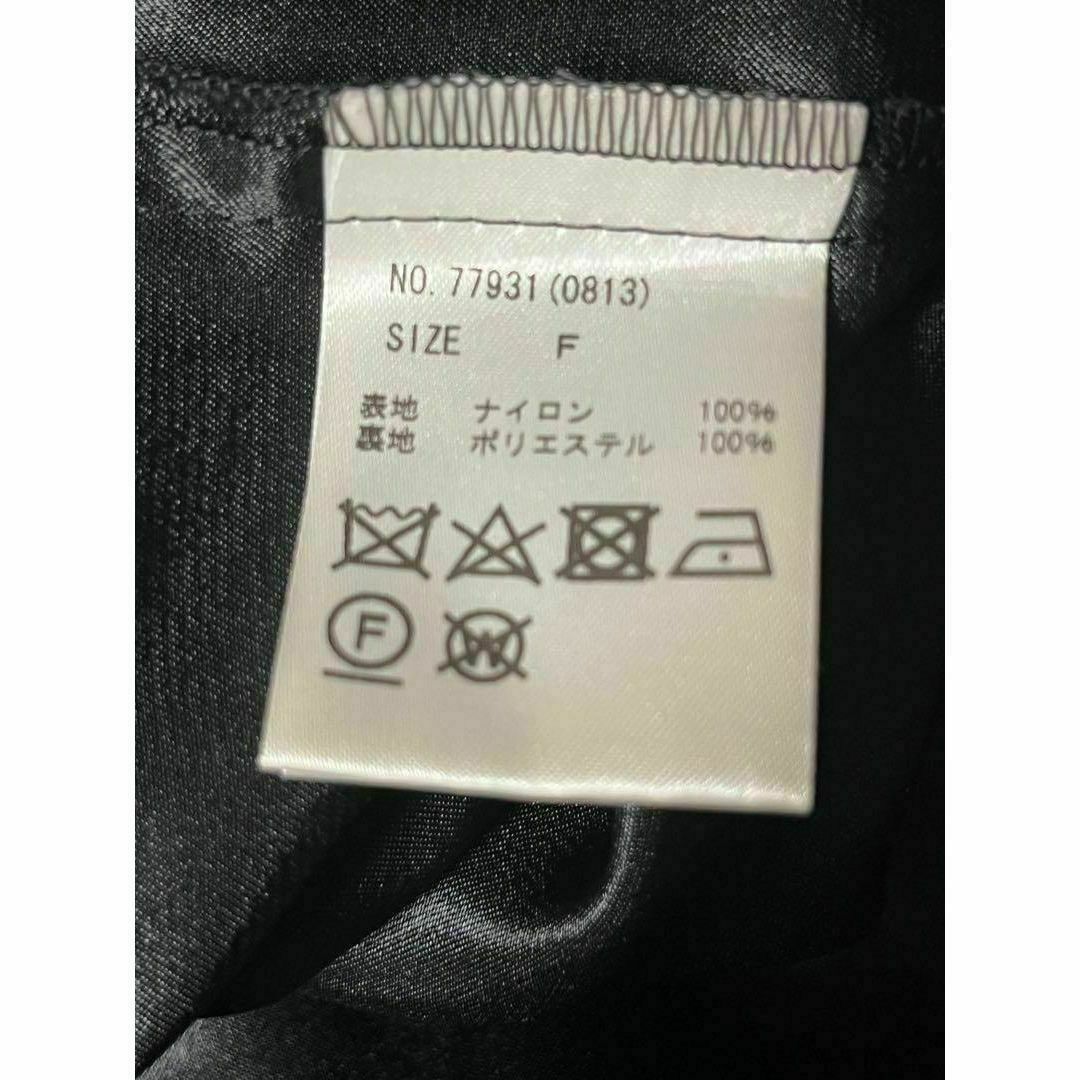 NO. 77931(0813)
SIZE F
表地 ナイロン 100%
裏地 ポリエステル 100%
F
W